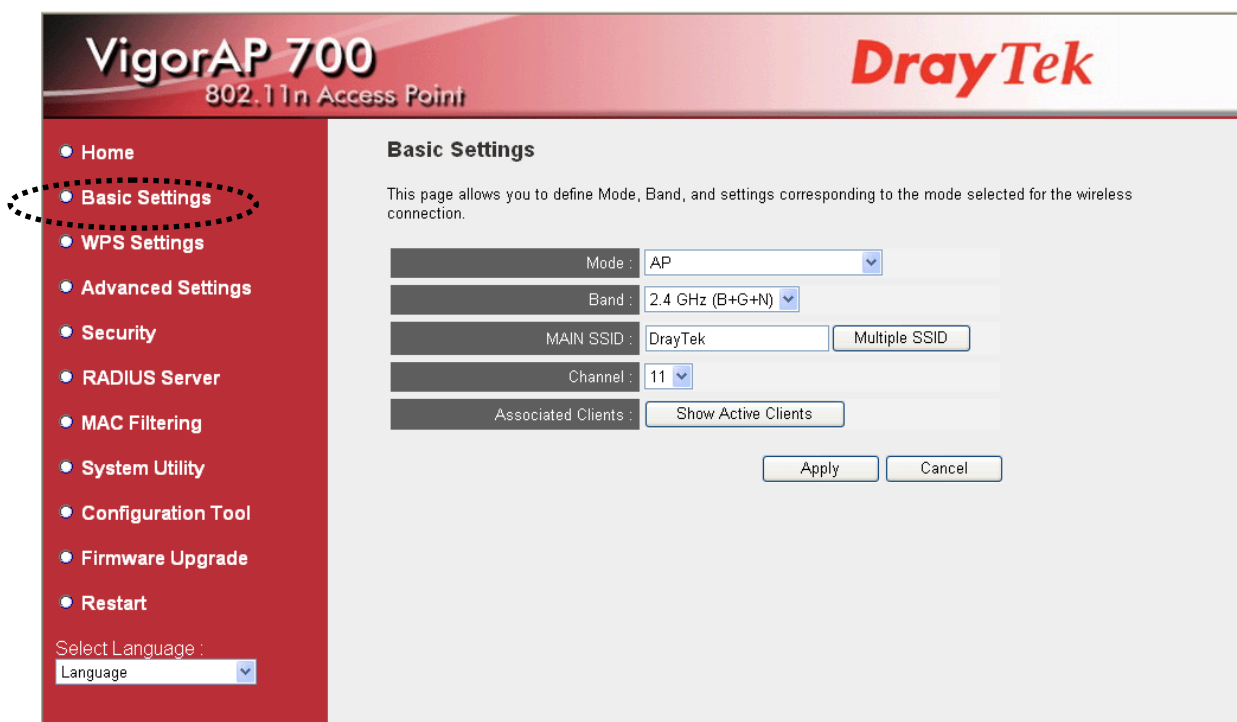 VigorAP 700
802.11n Access Point
DrayTek
Home
Basic Settings
WPS Settings
Advanced Settings
Security
RADIUS Server
MAC Filtering
System Utility
Configuration Tool
Firmware Upgrade
Restart
Select Language :
Language
Basic Settings
This page allows you to define Mode, Band, and settings corresponding to the mode selected for the wireless
connection.
Mode : AP
Band : 2.4 GHz (B+G+N)
MAIN SSID : DrayTek Multiple SSID
Channel : 11
Associated Clients : Show Active Clients
Apply Cancel